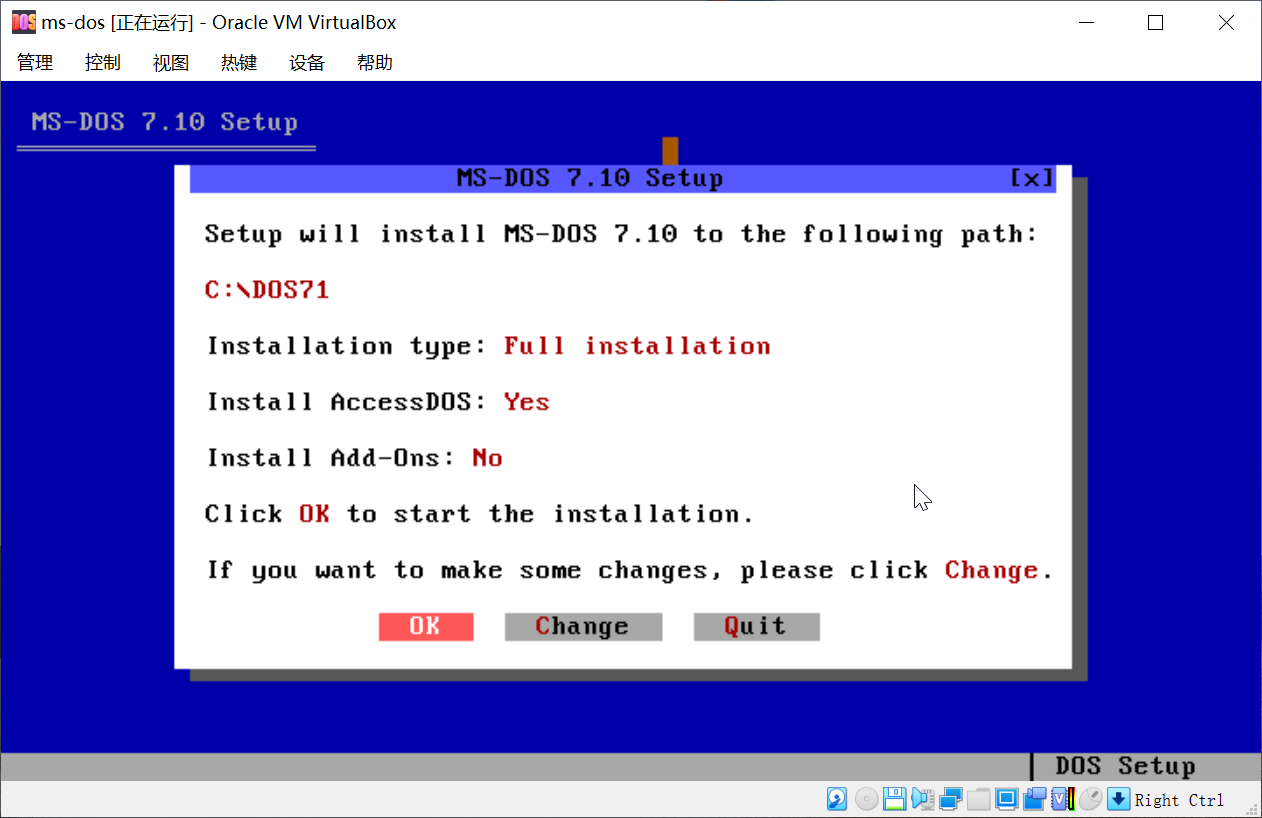 DOS ms-dos [正在运行] - Oracle VM VirtualBox
管理 控制 视图 热键 设备 帮助
MS-DOS 7.10 Setup
MS-DOS 7.10 Setup [x]
Setup will install MS-DOS 7.10 to the following path:
C:\DOS71
Installation type: Full installation
Install AccessDOS: Yes
Install Add-Ons: No
Click OK to start the installation.
If you want to make some changes, please click Change.
OK Change Quit
DOS Setup
Right Ctrl